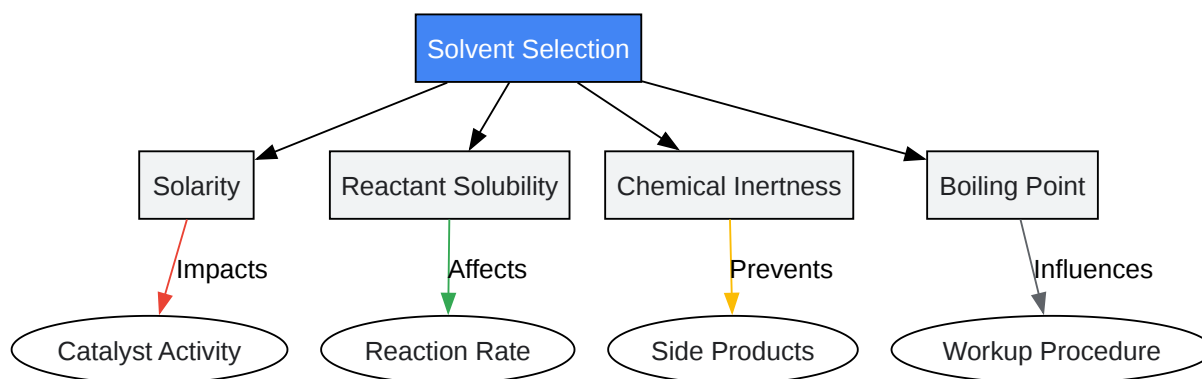 Solvent Selection
Solarity
Reactant Solubility
Chemical Inertness
Boiling Point
Impacts
Affects
Prevents
Influences
Catalyst Activity
Reaction Rate
Side Products
Workup Procedure